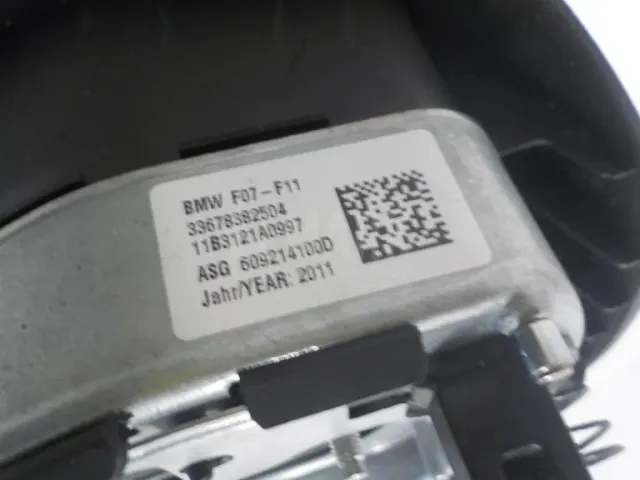 BMW F07-F11
33678382504
11B3121A0997
ASG 609214100D
Jahr/YEAR: 2011